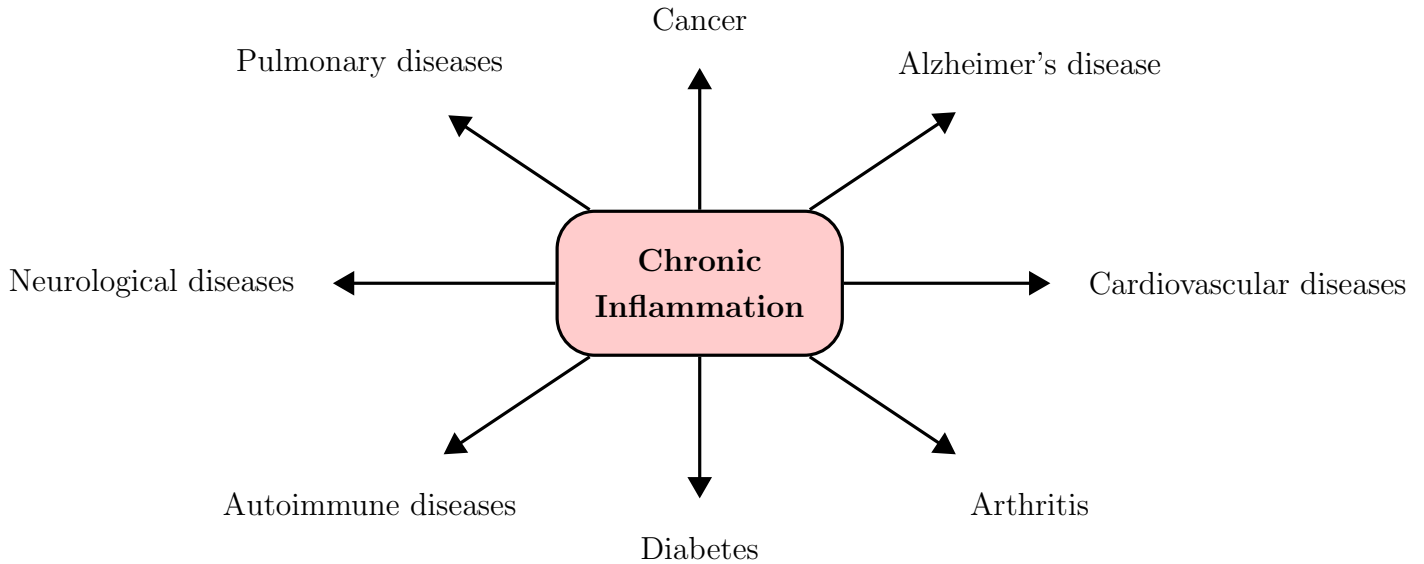 Cancer
Pulmonary diseases
Alzheimer's disease
Chronic
Inflammation
Neurological diseases
Cardiovascular diseases
Autoimmune diseases
Arthritis
Diabetes